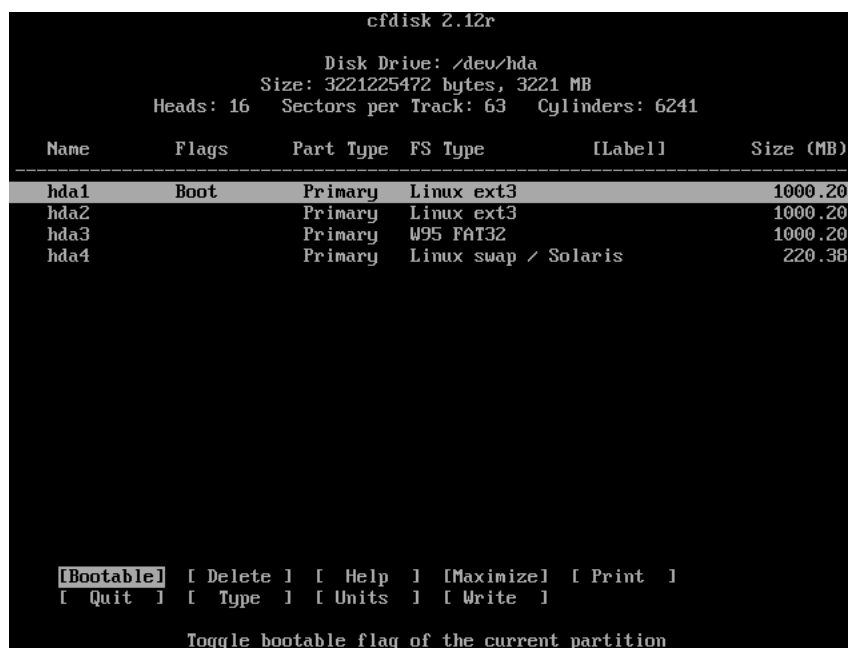 cfdisk 2.12r
Disk Drive: /dev/hda
Size: 3221225472 bytes, 3221 MB
Heads: 16   Sectors per Track: 63   Cylinders: 6241
Name   Flags   Part Type   FS Type   [Label]   Size (MB)
hda1   Boot   Primary   Linux ext3   1000.20
hda2   Primary   Linux ext3   1000.20
hda3   Primary   W95 FAT32   1000.20
hda4   Primary   Linux swap / Solaris   220.38
[Bootable]   [ Delete ]   [  Help  ]   [Maximize]   [ Print  ]
[  Quit  ]   [  Type  ]   [ Units  ]   [ Write  ]
Toggle bootable flag of the current partition